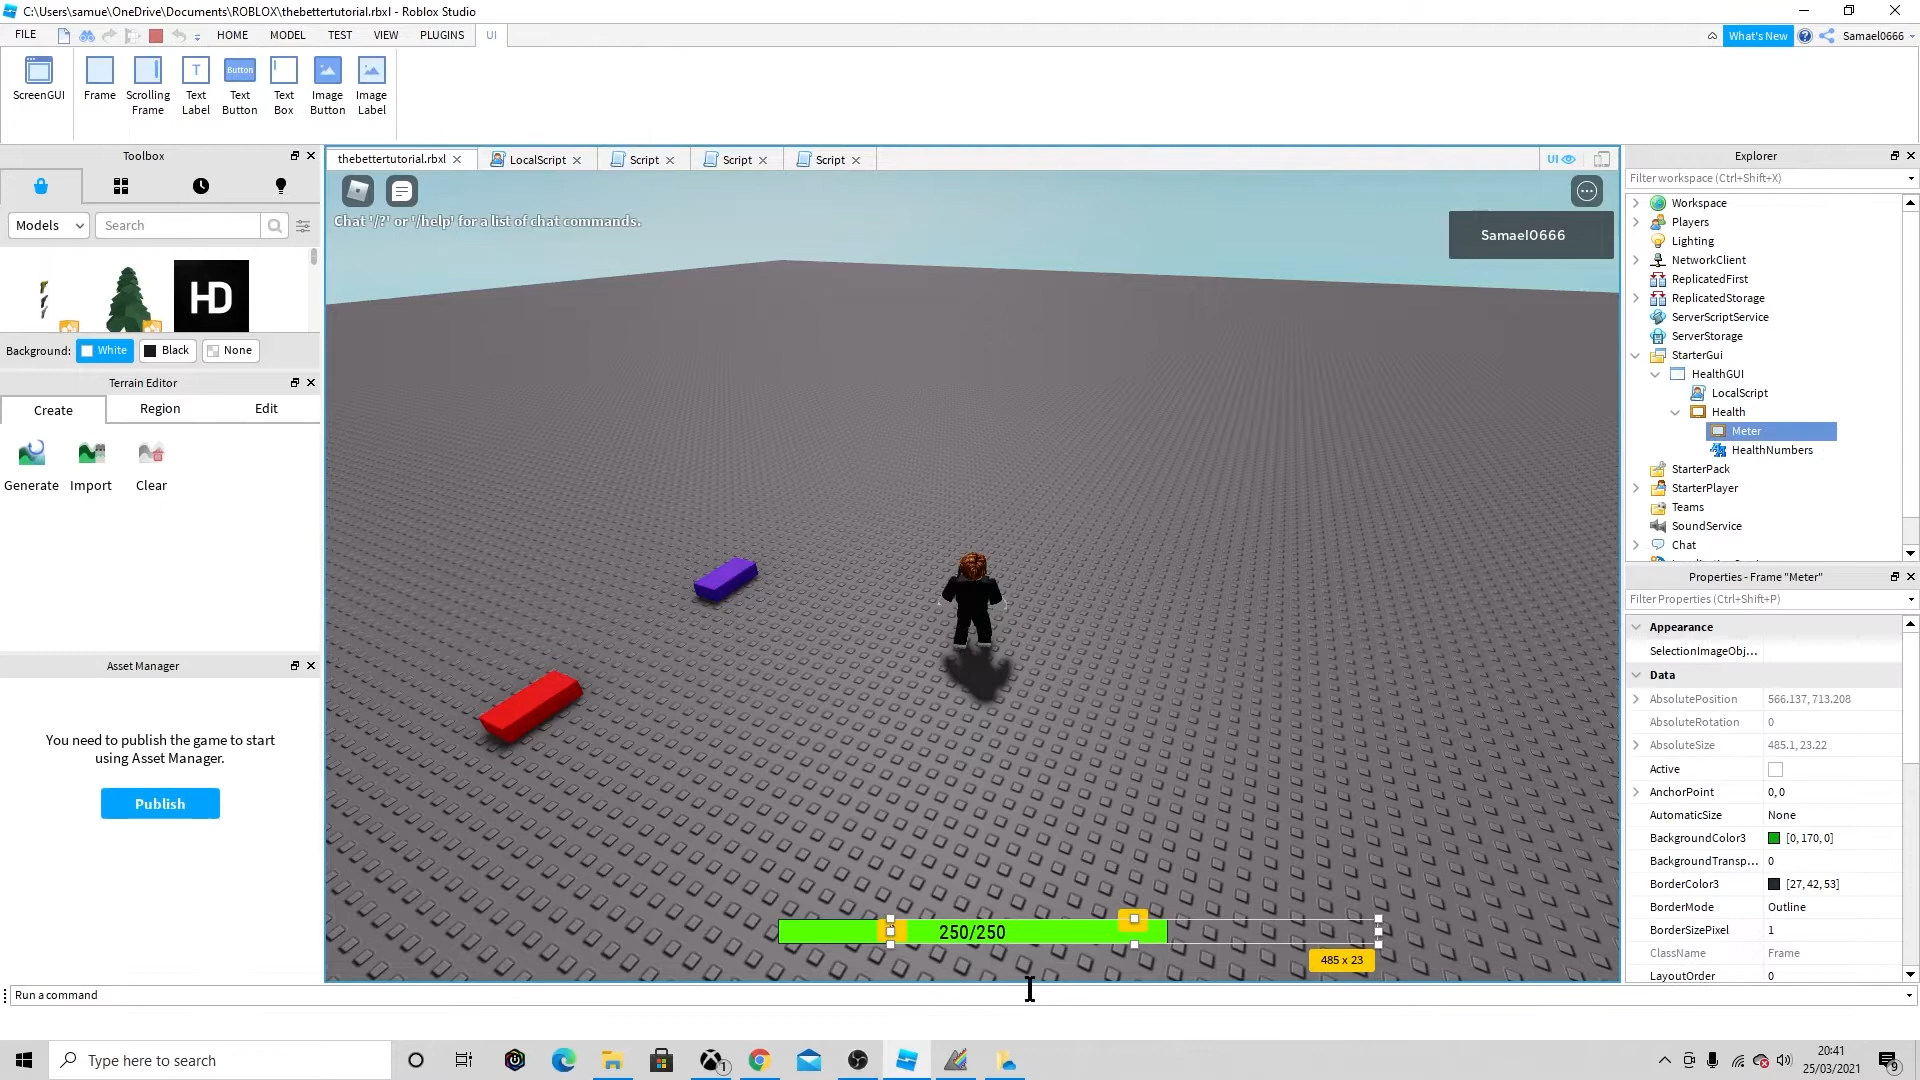 C:\Users\samue\OneDrive\Documents\ROBLOX\thebettertutorial.rbxl - Roblox Studio
FILE HOME MODEL TEST VIEW PLUGINS UI What's New Samael0666
ScreenGUI
Frame
Scrolling Frame
Text Label
Button
Text Button
Text Box
Image Button
Image Label
Toolbox
Models Search
HD
Background: White Black None
Terrain Editor
Create Region Edit
Generate Import Clear
Asset Manager
You need to publish the game to start
using Asset Manager.
Publish
thebettertutorial.rbxl LocalScript Script Script Script UI
Chat '/?' or '/help' for a list of chat commands.
Samael0666
250/250
485 x 23
Explorer
Filter workspace (Ctrl+Shift+X)
Workspace
Players
Lighting
NetworkClient
ReplicatedFirst
ReplicatedStorage
ServerScriptService
ServerStorage
StarterGui
HealthGUI
LocalScript
Health
Meter
HealthNumbers
StarterPack
StarterPlayer
Teams
SoundService
Chat
Properties - Frame "Meter"
Filter Properties (Ctrl+Shift+P)
Appearance
SelectionImageObj...
Data
AbsolutePosition 566.137, 713.208
AbsoluteRotation 0
AbsoluteSize 485.1, 23.22
Active
AnchorPoint 0, 0
AutomaticSize None
BackgroundColor3 [0, 170, 0]
BackgroundTransp... 0
BorderColor3 [27, 42, 53]
BorderMode Outline
BorderSizePixel 1
ClassName Frame
LayoutOrder 0
Run a command
Type here to search
1
20:41
25/03/2021
9